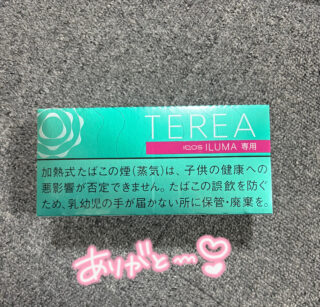 TEREA
IQOS ILUMA 専用
加熱式たばこの煙(蒸気)は、子供の健康への
悪影響が否定できません。たばこの誤飲を防ぐ
ため、乳幼児の手が届かない所に保管・廃棄を。
ありがと〜♡